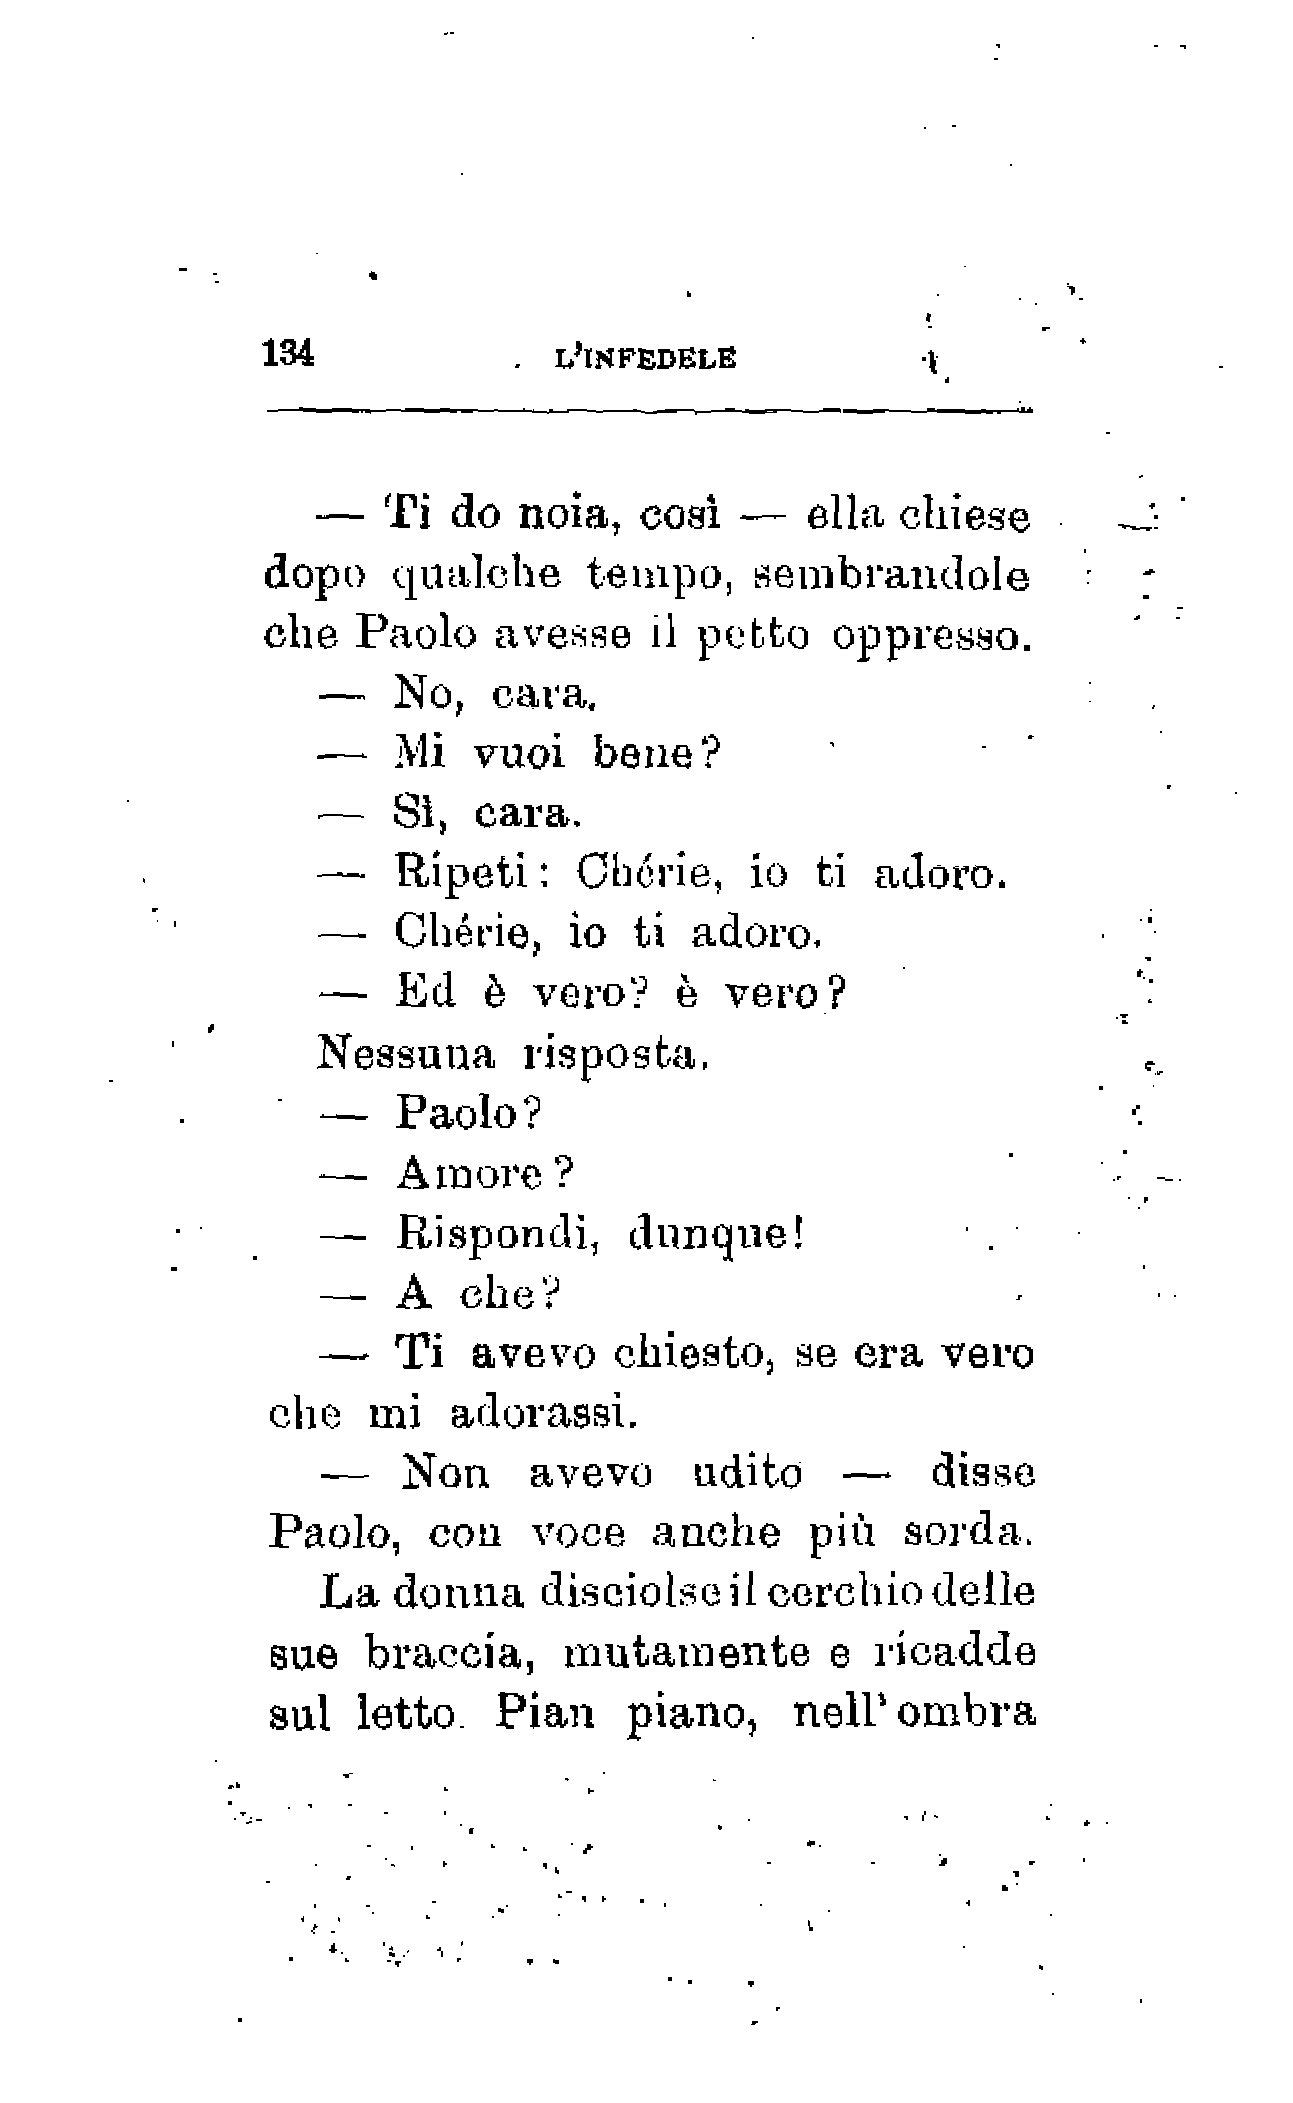 134 L'INFEDELE
— Ti do noia, così — ella chiese
dopo qualche tempo, sembrandole
che Paolo avesse il petto oppresso.
— No, cara.
— Mi vuoi bene?
— Sì, cara.
— Ripeti: Chérie, io ti adoro.
— Chérie, io ti adoro.
— Ed è vero? è vero?
Nessuna risposta.
— Paolo?
— Amore?
— Rispondi, dunque!
— A che?
— Ti avevo chiesto, se era vero
che mi adorassi.
— Non avevo udito — disse
Paolo, con voce anche più sorda.
La donna disciolse il cerchio delle
sue braccia, mutamente e ricadde
sul letto. Pian piano, nell'ombra